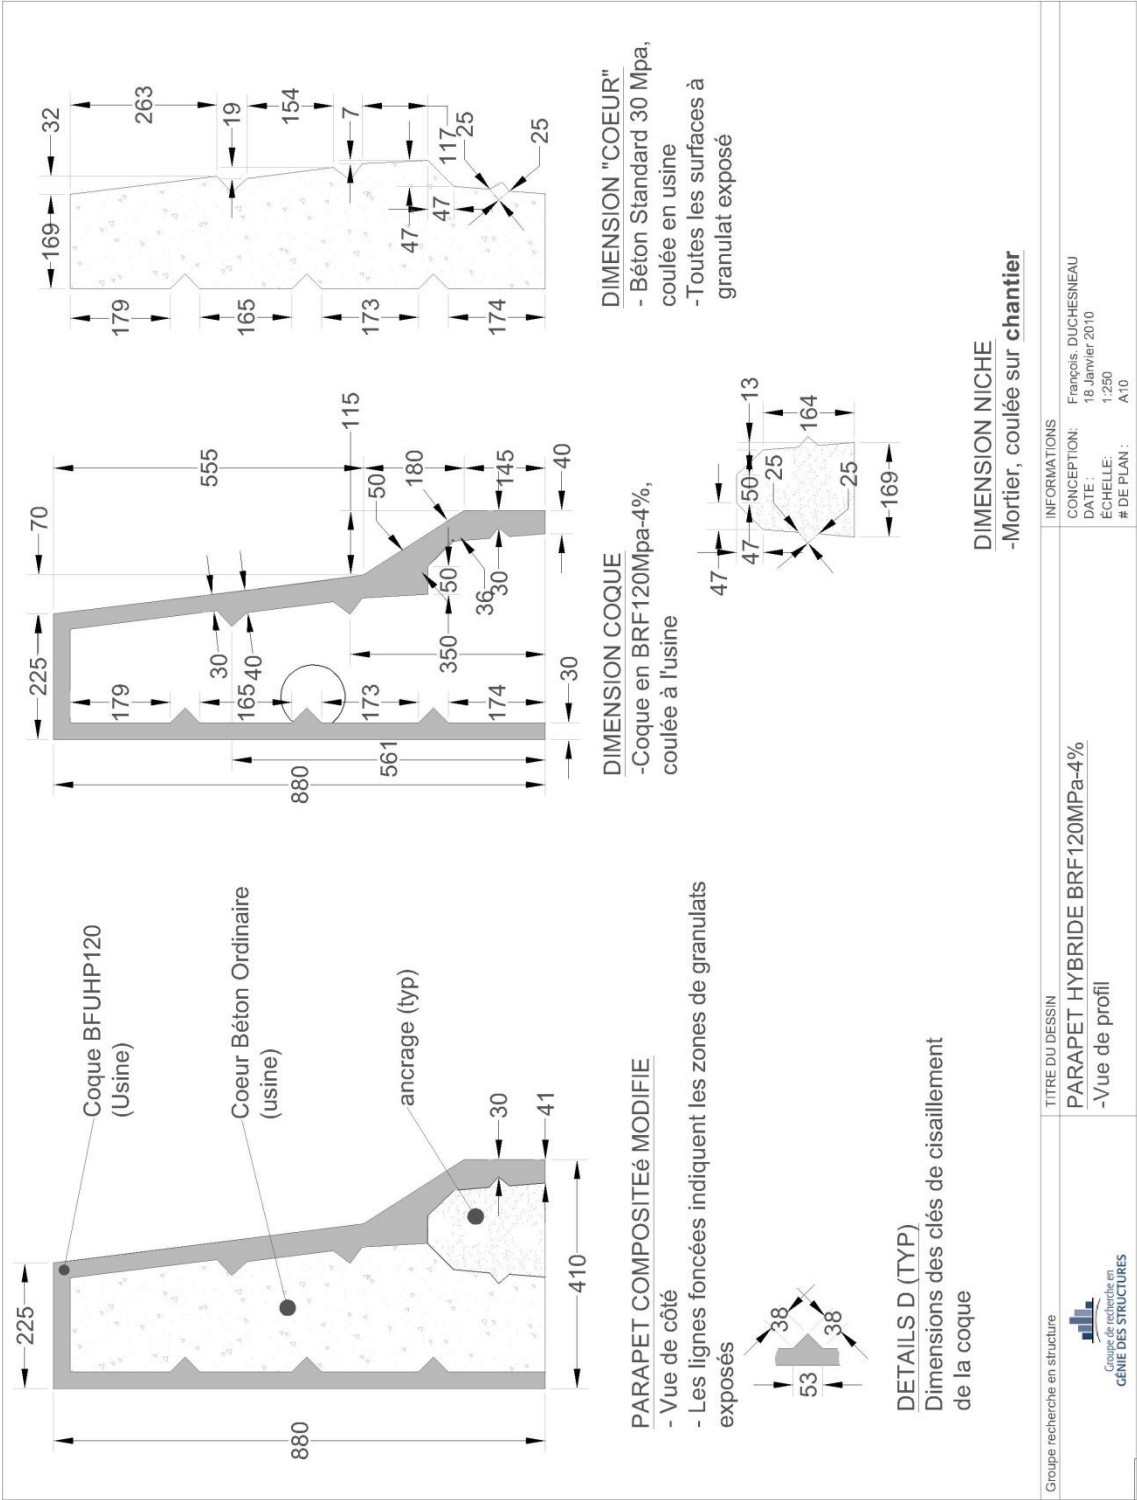 225
880
410
30
41
Coque BFUHP120
(Usine)
Coeur Béton Ordinaire
(usine)
ancrage (typ)
PARAPET COMPOSITEé MODIFIE
- Vue de côté
- Les lignes foncées indiquent les zones de granulats
exposés
38
38
53
DETAILS D (TYP)
Dimensions des clés de cisaillement
de la coque
225
70
555
880
561
179
165
173
174
30
40
350
115
50
180
145
50
36
30
40
30
DIMENSION COQUE
-Coque en BRF120Mpa-4%,
coulée à l'usine
169
32
263
19
154
7
117
25
25
47
47
179
165
173
174
DIMENSION "COEUR"
- Béton Standard 30 Mpa,
coulée en usine
-Toutes les surfaces à
granulat exposé
47
47
50
13
25
25
164
169
DIMENSION NICHE
-Mortier, coulée sur chantier
Groupe recherche en structure
Groupe de recherche en
GÉNIE DES STRUCTURES
TITRE DU DESSIN
PARAPET HYBRIDE BRF120MPa-4%
-Vue de profil
INFORMATIONS
CONCEPTION: François. DUCHESNEAU
DATE : 18 Janvier 2010
ÉCHELLE: 1:250
# DE PLAN : A10